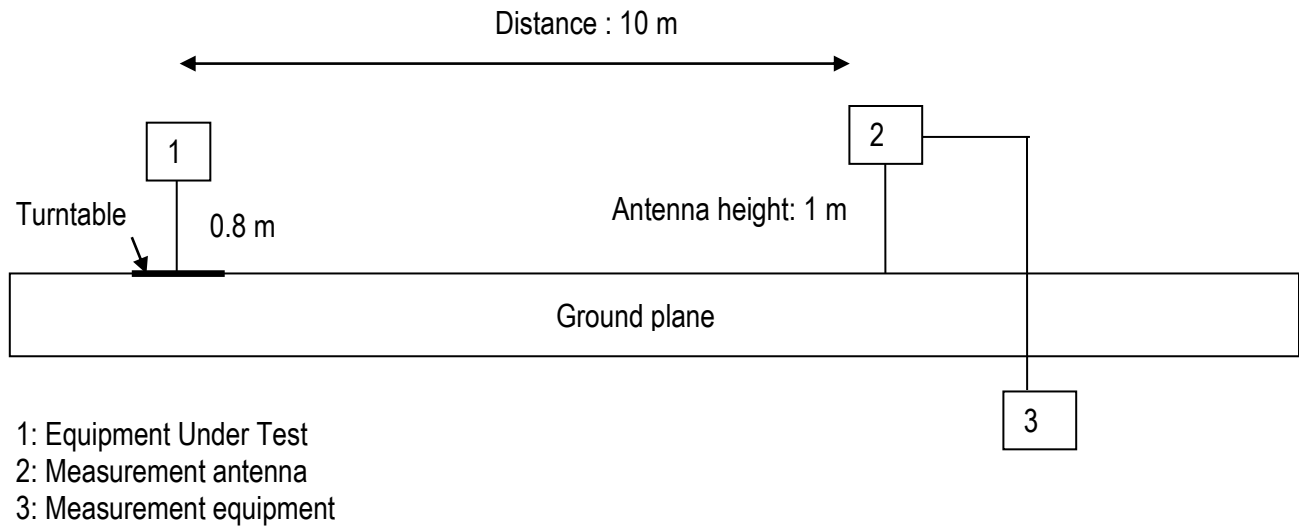 Distance : 10 m
1
2
Turntable
0.8 m
Antenna height: 1 m
Ground plane
3
1: Equipment Under Test
2: Measurement antenna
3: Measurement equipment